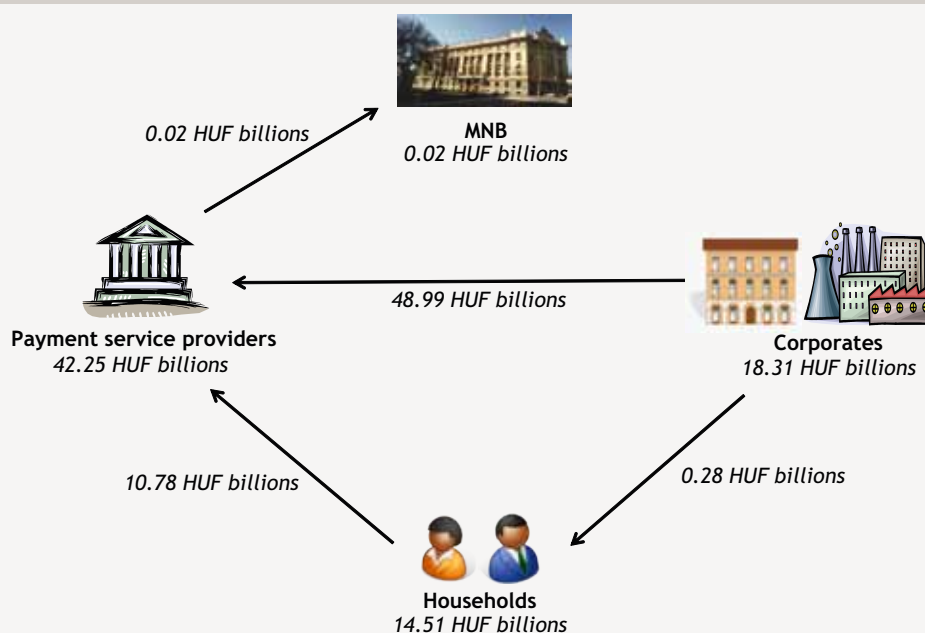 MNB
0.02 HUF billions
0.02 HUF billions
48.99 HUF billions
Payment service providers
42.25 HUF billions
Corporates
18.31 HUF billions
10.78 HUF billions
0.28 HUF billions
Households
14.51 HUF billions